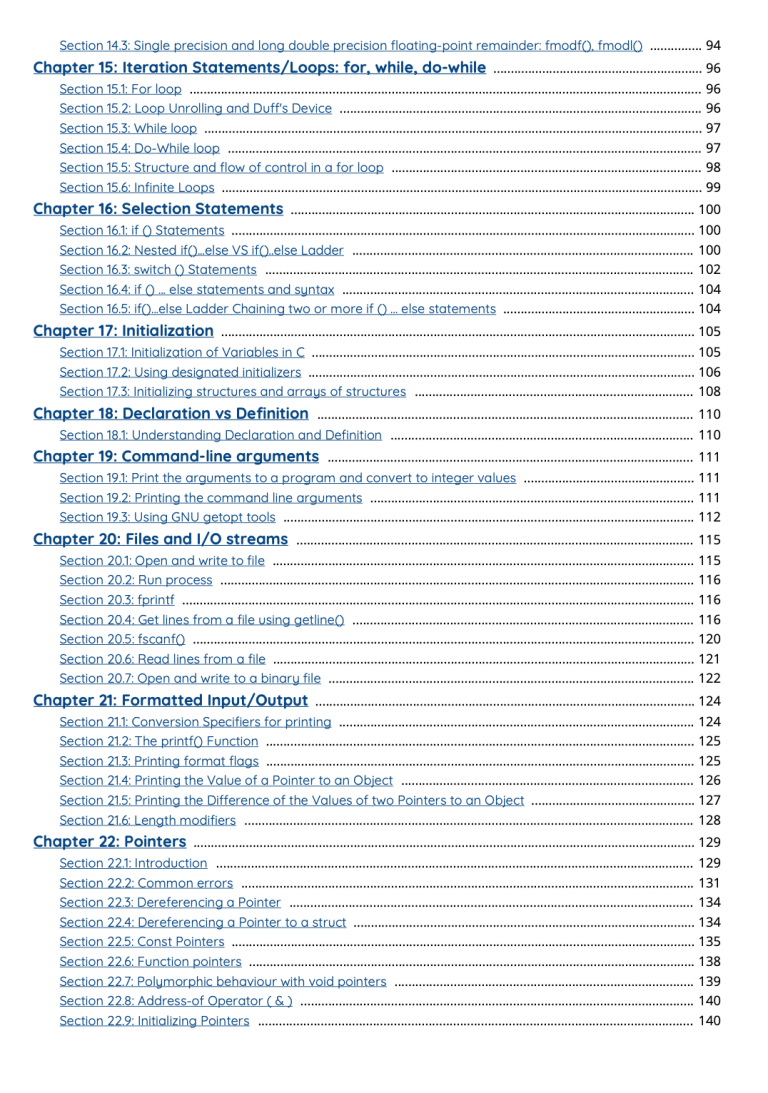 Section 14.3: Single precision and long double precision floating-point remainder: fmodf(), fmodl() .............. 94
Chapter 15: Iteration Statements/Loops: for, while, do-while .............. 96
Section 15.1: For loop .............. 96
Section 15.2: Loop Unrolling and Duff's Device .............. 96
Section 15.3: While loop .............. 97
Section 15.4: Do-While loop .............. 97
Section 15.5: Structure and flow of control in a for loop .............. 98
Section 15.6: Infinite Loops .............. 99
Chapter 16: Selection Statements .............. 100
Section 16.1: if () Statements .............. 100
Section 16.2: Nested if()...else VS if()..else Ladder .............. 100
Section 16.3: switch () Statements .............. 102
Section 16.4: if () ... else statements and syntax .............. 104
Section 16.5: if()...else Ladder Chaining two or more if () ... else statements .............. 104
Chapter 17: Initialization .............. 105
Section 17.1: Initialization of Variables in C .............. 105
Section 17.2: Using designated initializers .............. 106
Section 17.3: Initializing structures and arrays of structures .............. 108
Chapter 18: Declaration vs Definition .............. 110
Section 18.1: Understanding Declaration and Definition .............. 110
Chapter 19: Command-line arguments .............. 111
Section 19.1: Print the arguments to a program and convert to integer values .............. 111
Section 19.2: Printing the command line arguments .............. 111
Section 19.3: Using GNU getopt tools .............. 112
Chapter 20: Files and I/O streams .............. 115
Section 20.1: Open and write to file .............. 115
Section 20.2: Run process .............. 116
Section 20.3: fprintf .............. 116
Section 20.4: Get lines from a file using getline() .............. 116
Section 20.5: fscanf() .............. 120
Section 20.6: Read lines from a file .............. 121
Section 20.7: Open and write to a binary file .............. 122
Chapter 21: Formatted Input/Output .............. 124
Section 21.1: Conversion Specifiers for printing .............. 124
Section 21.2: The printf() Function .............. 125
Section 21.3: Printing format flags .............. 125
Section 21.4: Printing the Value of a Pointer to an Object .............. 126
Section 21.5: Printing the Difference of the Values of two Pointers to an Object .............. 127
Section 21.6: Length modifiers .............. 128
Chapter 22: Pointers .............. 129
Section 22.1: Introduction .............. 129
Section 22.2: Common errors .............. 131
Section 22.3: Dereferencing a Pointer .............. 134
Section 22.4: Dereferencing a Pointer to a struct .............. 134
Section 22.5: Const Pointers .............. 135
Section 22.6: Function pointers .............. 138
Section 22.7: Polymorphic behaviour with void pointers .............. 139
Section 22.8: Address-of Operator ( & ) .............. 140
Section 22.9: Initializing Pointers .............. 140